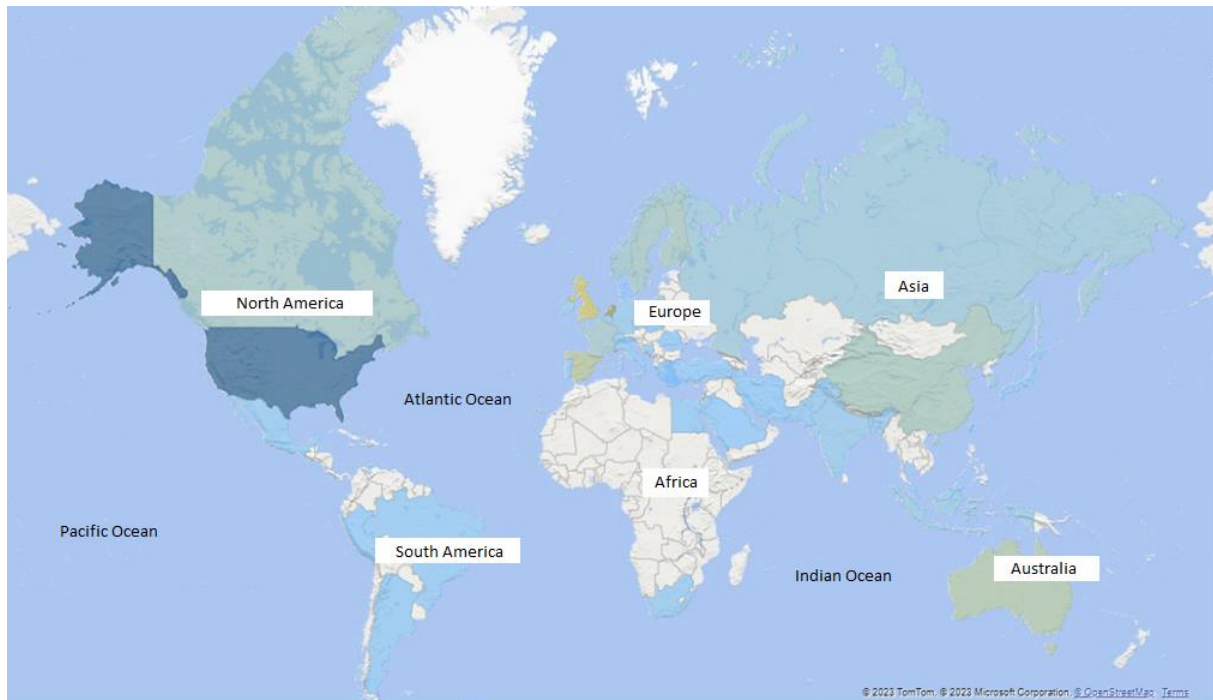 North America
Asia
Europe
Atlantic Ocean
Africa
Pacific Ocean
South America
Indian Ocean
Australia
© 2023 TomTom, © 2023 Microsoft Corporation, © OpenStreetMap Terms